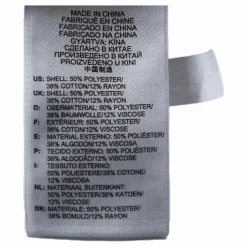 MADE IN CHINA
FABRIQUÉ EN CHINE
FABRICADO EN CHINA
FABRICADO NA CHINA
GYÁRTVA: KÍNA
СДЕЛАНО В КИТАЕ
ПРОИЗВЕДЕНО В КИТАЙ
PROIZVEDENO U KINI
中国制造
US: SHELL: 50% POLYESTER/
38% COTTON/12% RAYON
UK: SHELL: 50% POLYESTER/
38% COTTON/12% VISCOSE
D: OBERMATERIAL: 50% POLYESTER/
38% BAUMWOLLE/12% VISKOSE
F: EXTÉRIEUR: 50% POLYESTER/
38% COTON/12% VISCOSE
E: MATERIAL EXTERNO: 50% POLIÉSTER/
38% ALGODÓN/12% VISCOSA
P: TECIDO EXTERNO: 50% POLIÉSTER/
38% ALGODÃO/12% VISCOSE
I: TESSUTO ESTERNO: 50%
POLIESTERE/38% COTONE/12%
VISCOSA
NL: MATERIAAL BUITENKANT:
50% POLYESTER/38% KATOEN/
12% VISCOSE
DK: MATERIALE: 50% POLYESTER/
38% BOMULD/12% VISCOSE